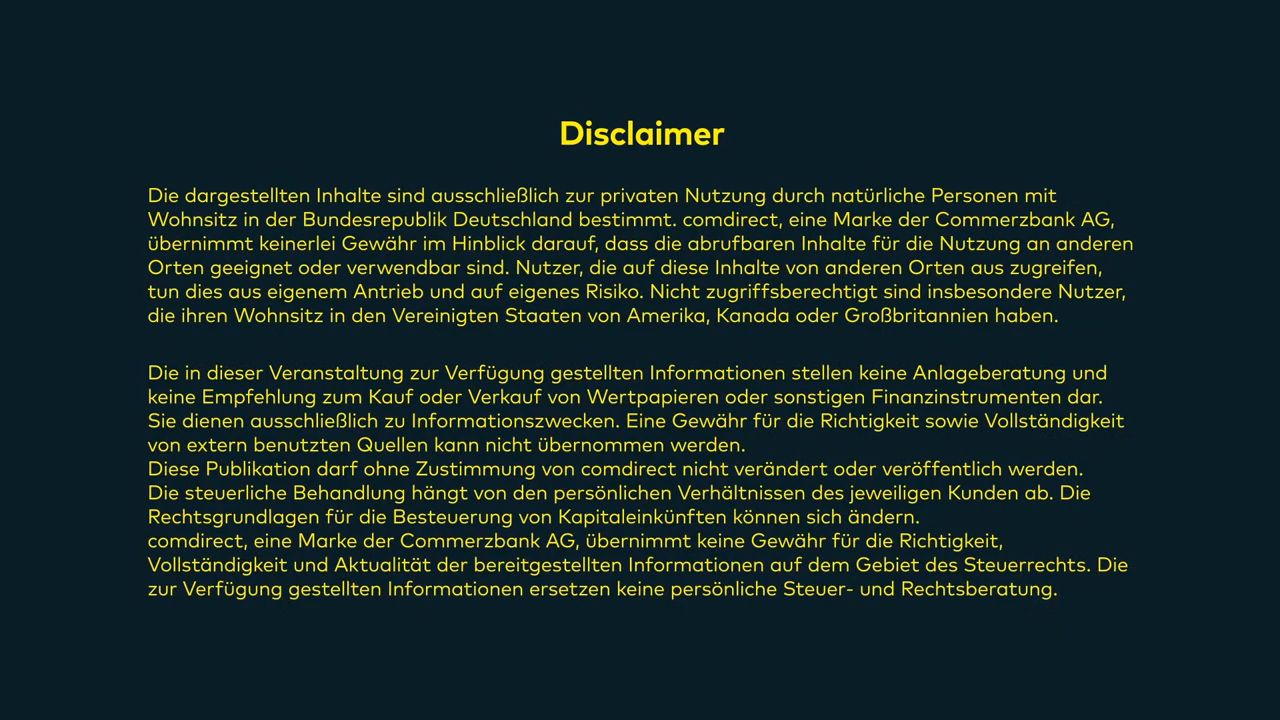 Disclaimer
Die dargestellten Inhalte sind ausschließlich zur privaten Nutzung durch natürliche Personen mit
Wohnsitz in der Bundesrepublik Deutschland bestimmt. comdirect, eine Marke der Commerzbank AG,
übernimmt keinerlei Gewähr im Hinblick darauf, dass die abrufbaren Inhalte für die Nutzung an anderen
Orten geeignet oder verwendbar sind. Nutzer, die auf diese Inhalte von anderen Orten aus zugreifen,
tun dies aus eigenem Antrieb und auf eigenes Risiko. Nicht zugriffsberechtigt sind insbesondere Nutzer,
die ihren Wohnsitz in den Vereinigten Staaten von Amerika, Kanada oder Großbritannien haben.
Die in dieser Veranstaltung zur Verfügung gestellten Informationen stellen keine Anlageberatung und
keine Empfehlung zum Kauf oder Verkauf von Wertpapieren oder sonstigen Finanzinstrumenten dar.
Sie dienen ausschließlich zu Informationszwecken. Eine Gewähr für die Richtigkeit sowie Vollständigkeit
von extern benutzten Quellen kann nicht übernommen werden.
Diese Publikation darf ohne Zustimmung von comdirect nicht verändert oder veröffentlich werden.
Die steuerliche Behandlung hängt von den persönlichen Verhältnissen des jeweiligen Kunden ab. Die
Rechtsgrundlagen für die Besteuerung von Kapitaleinkünften können sich ändern.
comdirect, eine Marke der Commerzbank AG, übernimmt keine Gewähr für die Richtigkeit,
Vollständigkeit und Aktualität der bereitgestellten Informationen auf dem Gebiet des Steuerrechts. Die
zur Verfügung gestellten Informationen ersetzen keine persönliche Steuer- und Rechtsberatung.